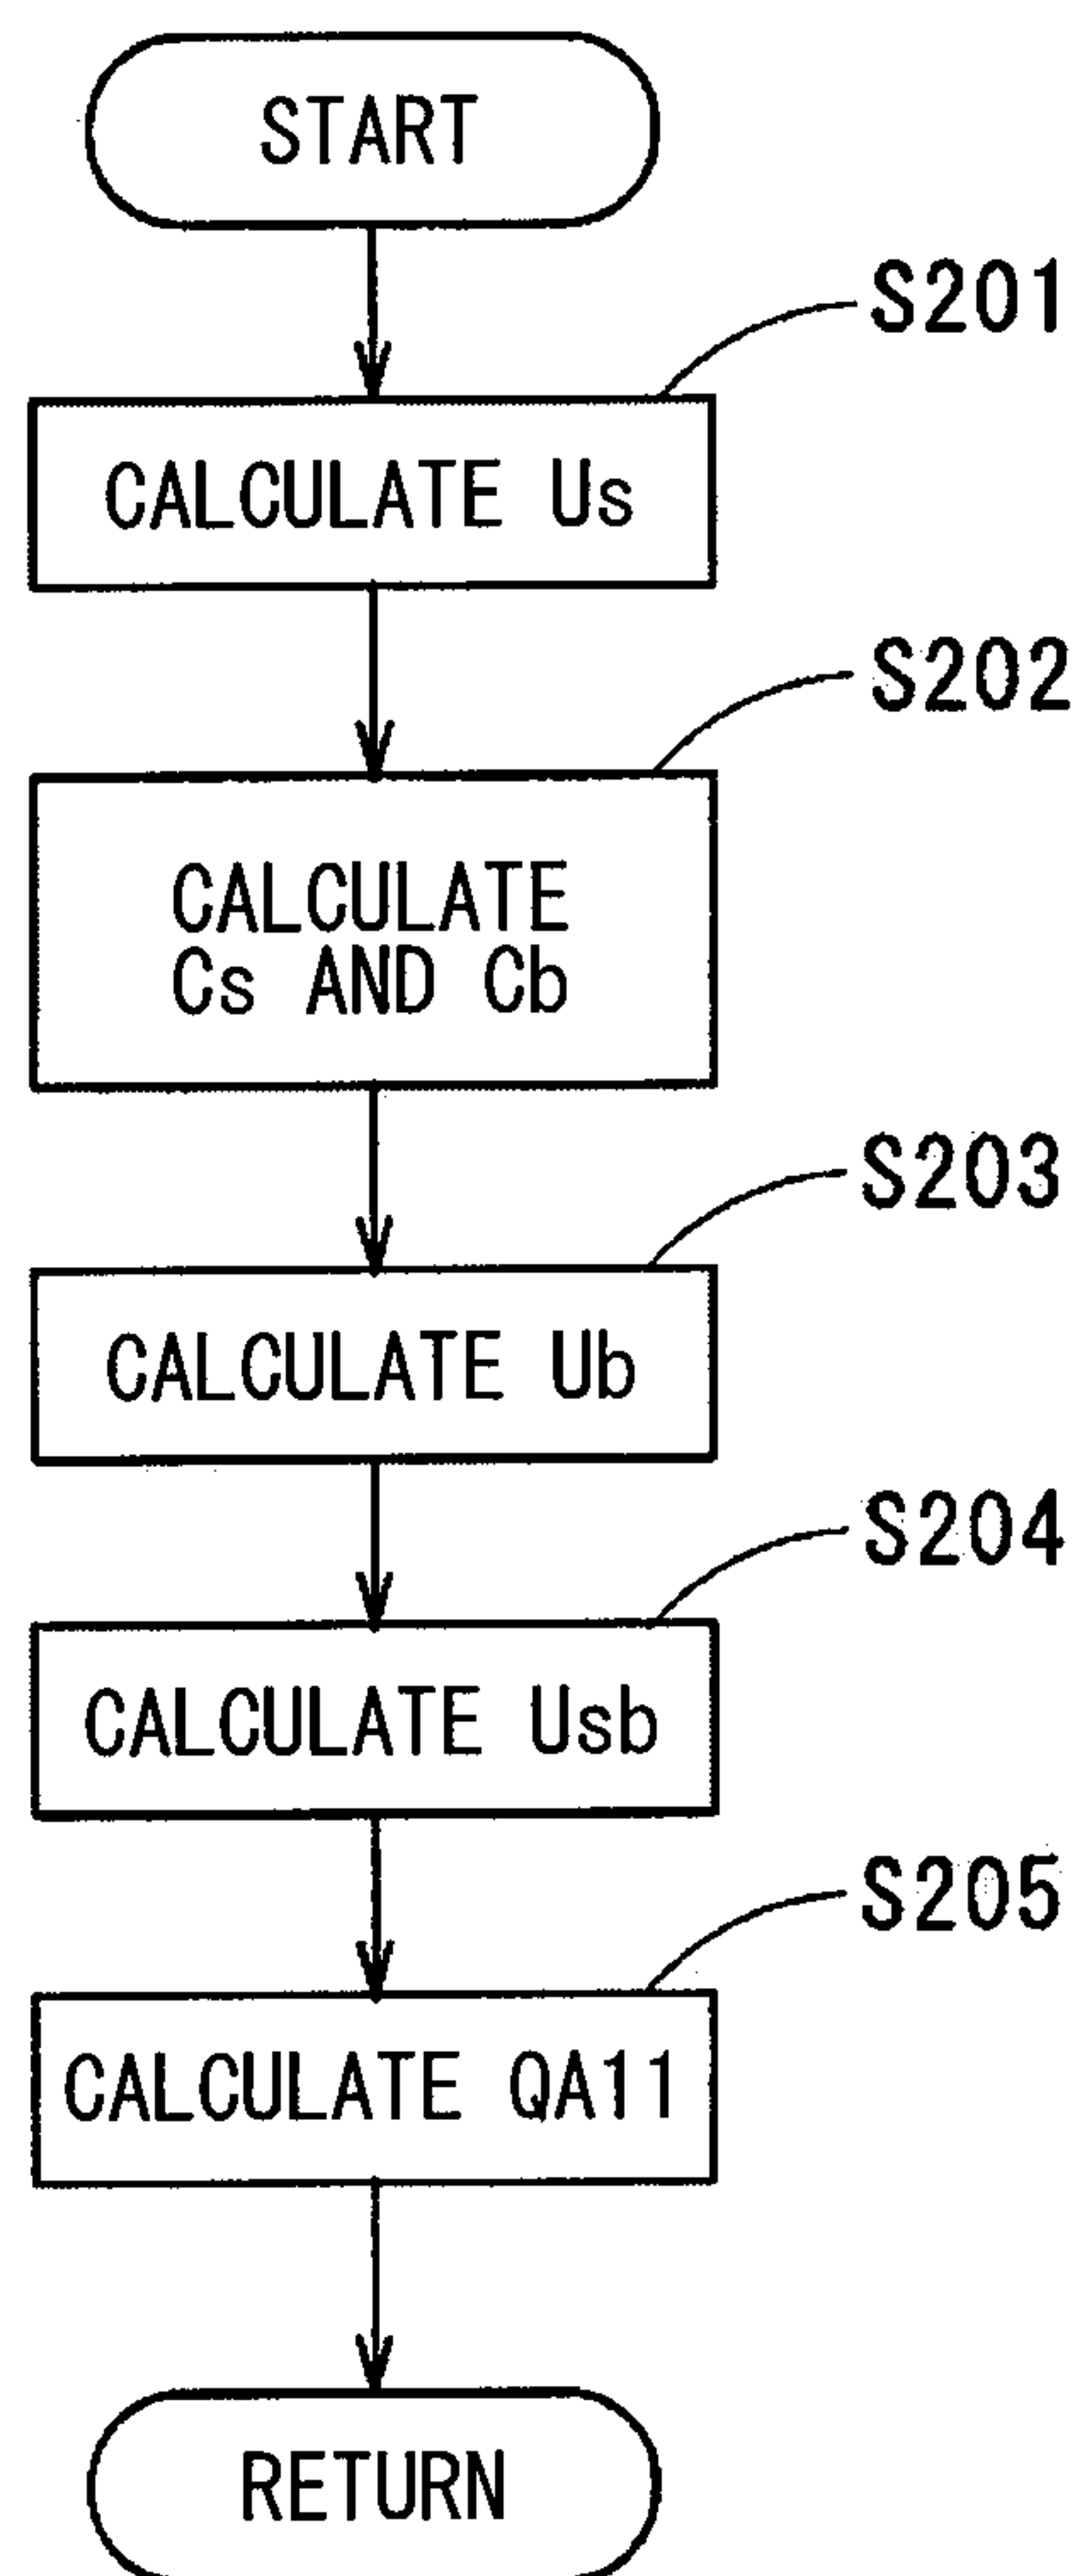 START
S201
CALCULATE Us
S202
CALCULATE
Cs AND Cb
S203
CALCULATE Ub
S204
CALCULATE Usb
S205
CALCULATE QA11
RETURN